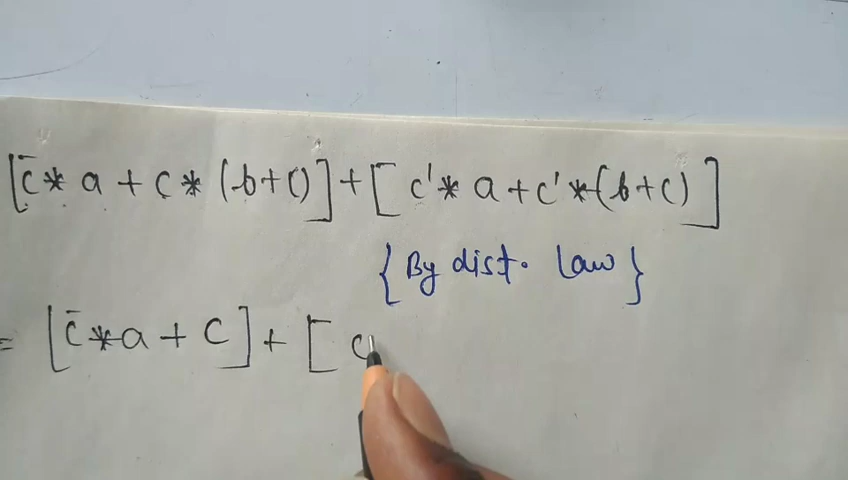 [c * a + c * (b+c)] + [ c' * a + c' * (b+c) ]
{ By dist. law }
= [c * a + c] + [ c